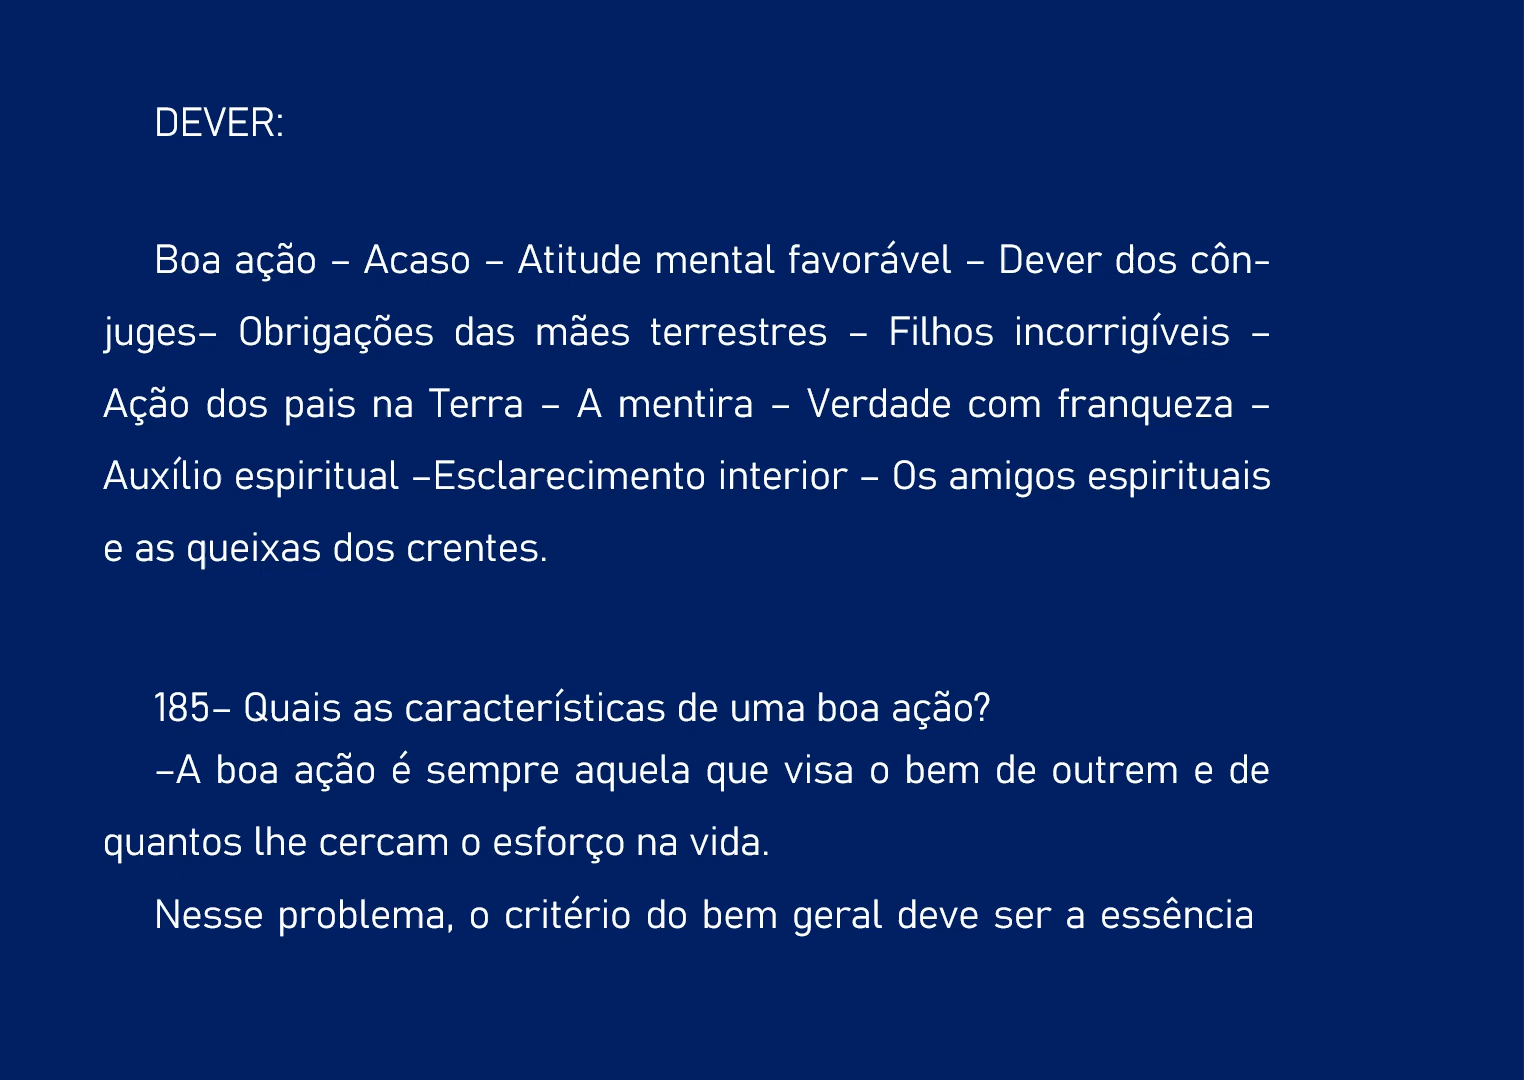 DEVER:
Boa ação – Acaso – Atitude mental favorável – Dever dos côn-
juges– Obrigações das mães terrestres – Filhos incorrigíveis –
Ação dos pais na Terra – A mentira – Verdade com franqueza –
Auxílio espiritual –Esclarecimento interior – Os amigos espirituais
e as queixas dos crentes.
185– Quais as características de uma boa ação?
–A boa ação é sempre aquela que visa o bem de outrem e de
quantos lhe cercam o esforço na vida.
Nesse problema, o critério do bem geral deve ser a essência